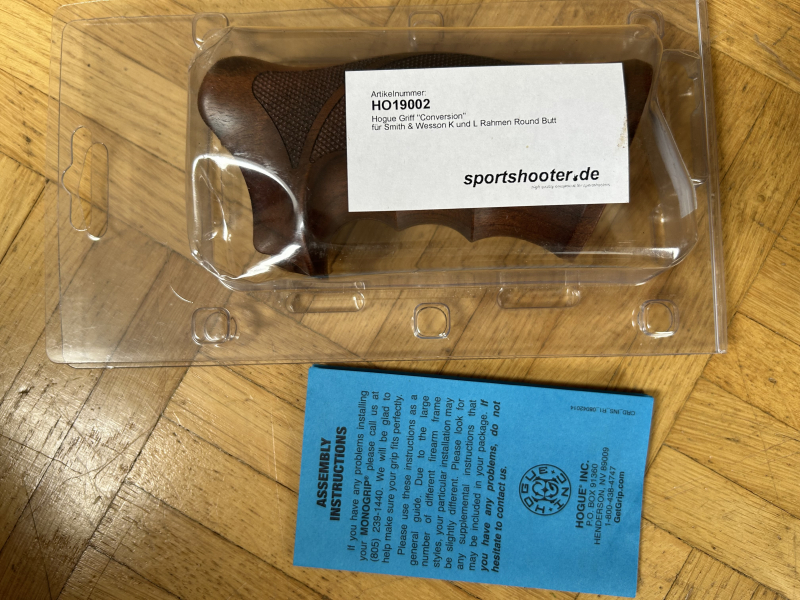 Artikelnummer:
HO19002
Hogue Griff "Conversion"
für Smith & Wesson K und L Rahmen Round Butt
sportshooter.de
ASSEMBLY
INSTRUCTIONS
If you have any problems installing
your MONOGRIP® please call us at
(805) 239-1440. We will be glad to
help make sure your grip fits perfectly.
Please use these instructions as a
general guide. Due to the large
number of different firearm frame
styles, your particular installation may
be slightly different. Please look for
any supplemental instructions that
may be included in your package. If
you have any problems, do not
hesitate to contact us.
HOGUE INC.
HOGUE® INC.
P.O. BOX 91360
HENDERSON, NV 89009
1-800-438-4747
GetGrip.com